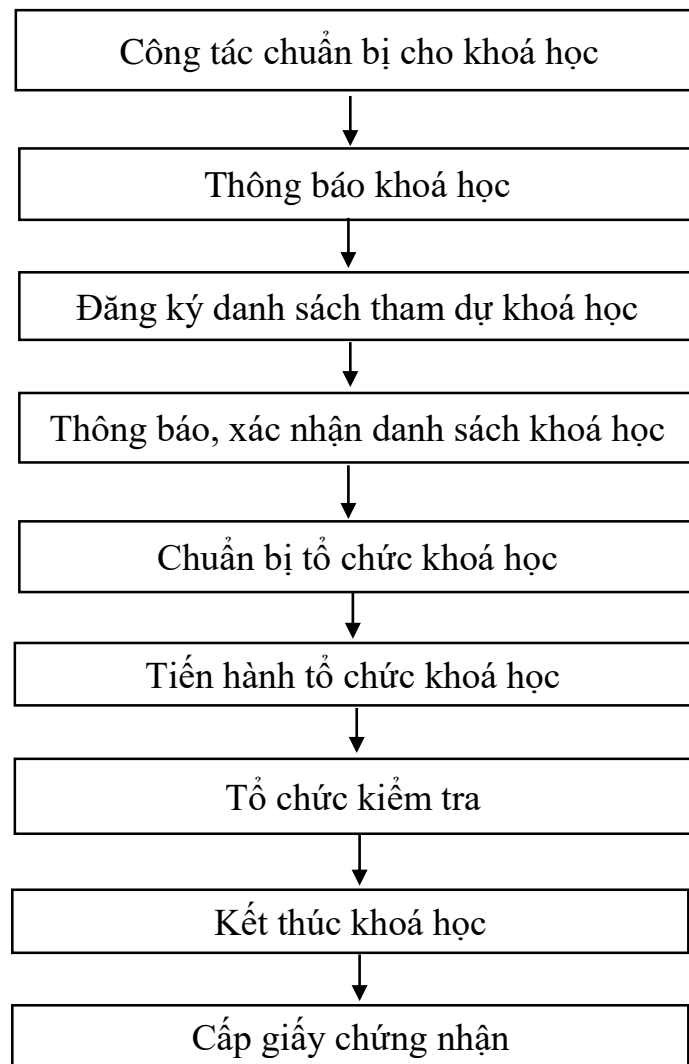 Công tác chuẩn bị cho khoá học
Thông báo khoá học
Đăng ký danh sách tham dự khoá học
Thông báo, xác nhận danh sách khoá học
Chuẩn bị tổ chức khoá học
Tiến hành tổ chức khoá học
Tổ chức kiểm tra
Kết thúc khoá học
Cấp giấy chứng nhận